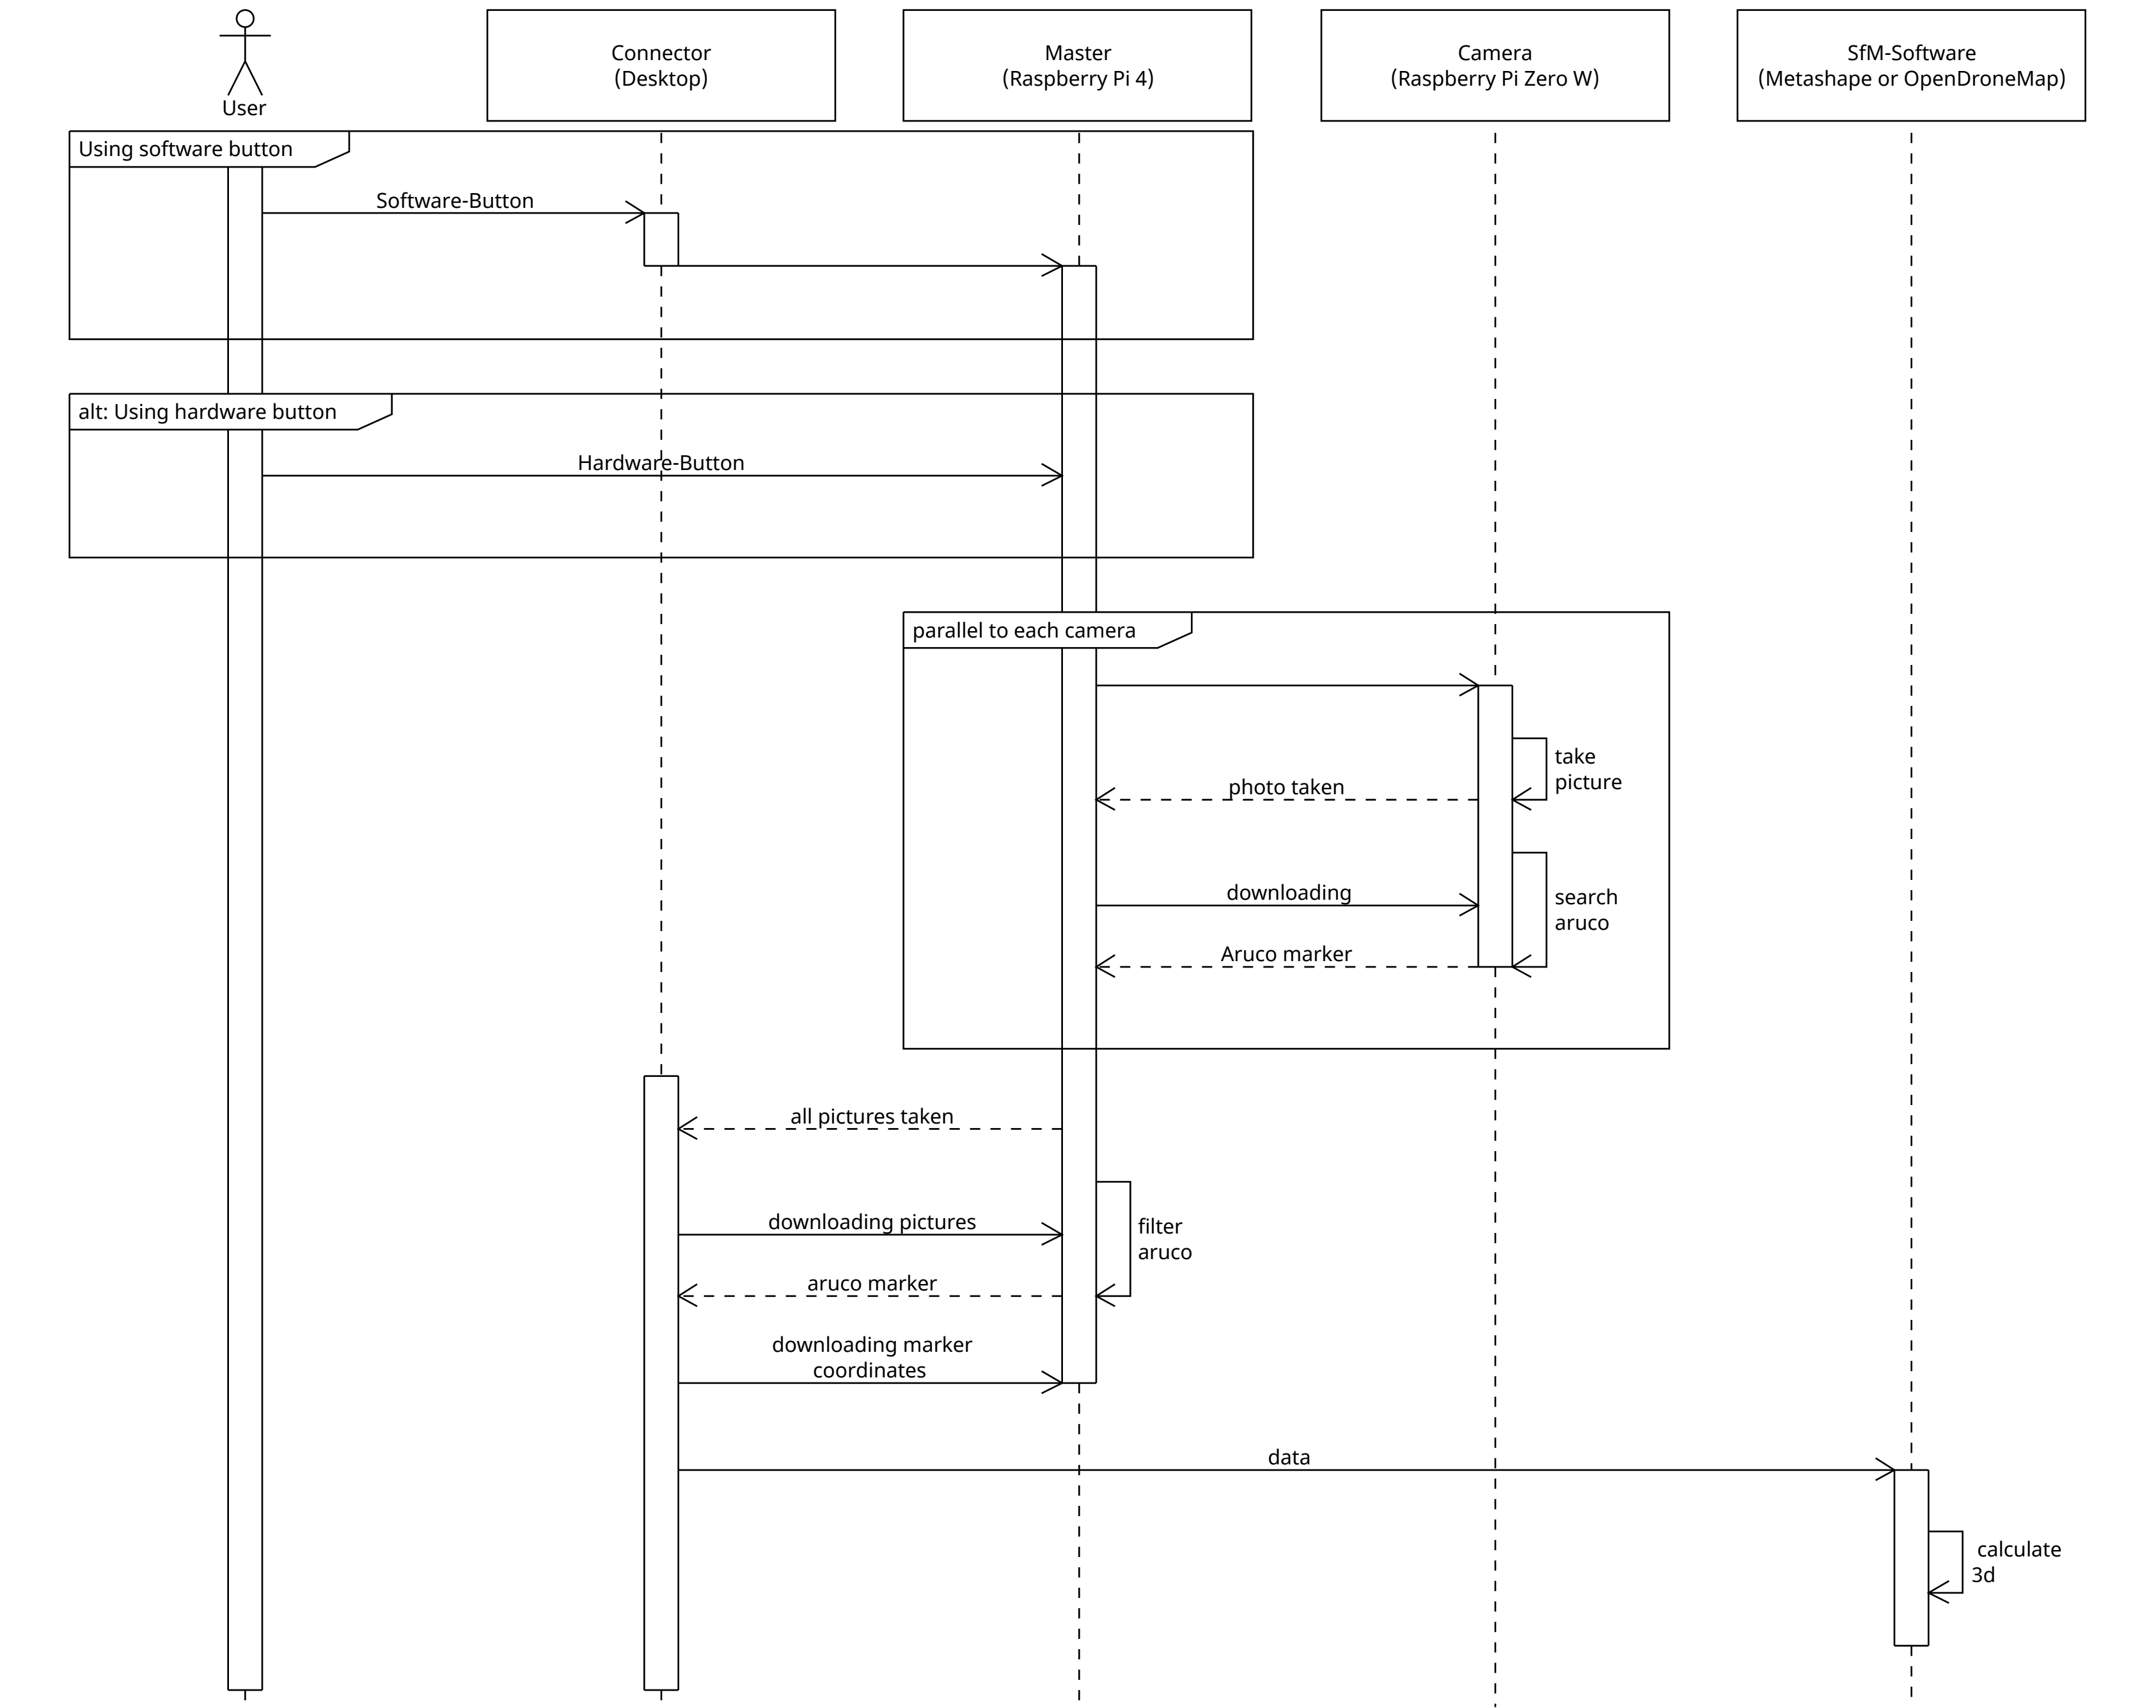 User
Connector
(Desktop)
Master
(Raspberry Pi 4)
Camera
(Raspberry Pi Zero W)
SfM-Software
(Metashape or OpenDroneMap)
Using software button
Software-Button
alt: Using hardware button
Hardware-Button
parallel to each camera
take
picture
photo taken
downloading
search
aruco
Aruco marker
all pictures taken
downloading pictures
filter
aruco
aruco marker
downloading marker
coordinates
data
calculate
3d